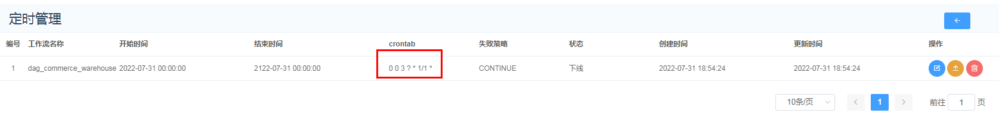 定时管理
编号 工作流名称 开始时间 结束时间 crontab 失败策略 状态 创建时间 更新时间 操作
1 dag_commerce_warehouse 2022-07-31 00:00:00 2122-07-31 00:00:00 0 0 3 ? * 1/1 * CONTINUE 下线 2022-07-31 18:54:24 2022-07-31 18:54:24
10条/页 1 前往 1 页